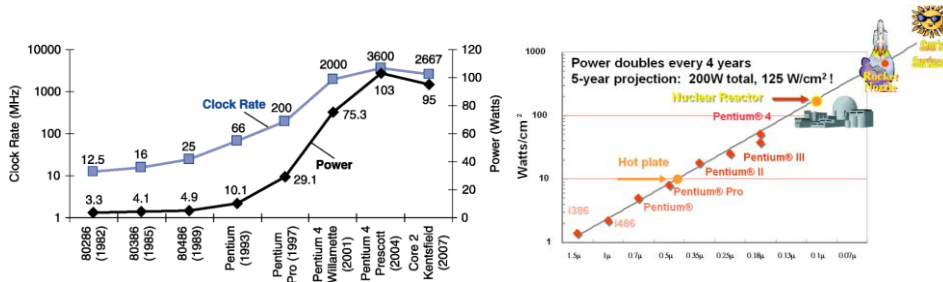 10000
1000
100
10
1
Clock Rate (MHz)
12.5
16
25
66
200
2000
3600
2667
Clock Rate
3.3
4.1
4.9
10.1
29.1
75.3
103
95
Power
120
100
80
60
40
20
0
Power (Watts)
80286
(1982)
80386
(1985)
80486
(1989)
Pentium
(1993)
Pentium
Pro (1997)
Pentium 4
Willamette
(2001)
Pentium 4
Prescott
(2004)
Core 2
Kentsfield
(2007)
1000
100
10
1
Watts/cm2
Power doubles every 4 years
5-year projection: 200W total, 125 W/cm2 !
Sun's
Surface
Rocket
Nozzle
Nuclear Reactor
Pentium® 4
Hot plate
Pentium® III
Pentium® II
Pentium® Pro
Pentium®
i386
i486
1.5µ
1µ
0.7µ
0.5µ
0.35µ
0.25µ
0.18µ
0.13µ
0.1µ
0.07µ